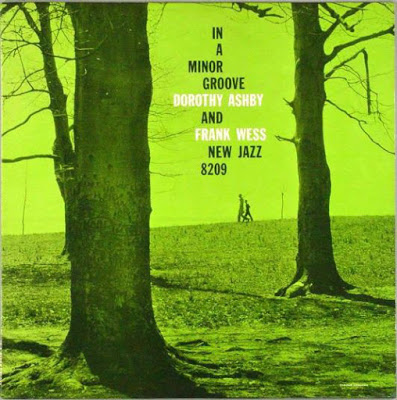 IN
A
MINOR
GROOVE
DOROTHY ASHBY
AND
FRANK WESS
NEW JAZZ
8209